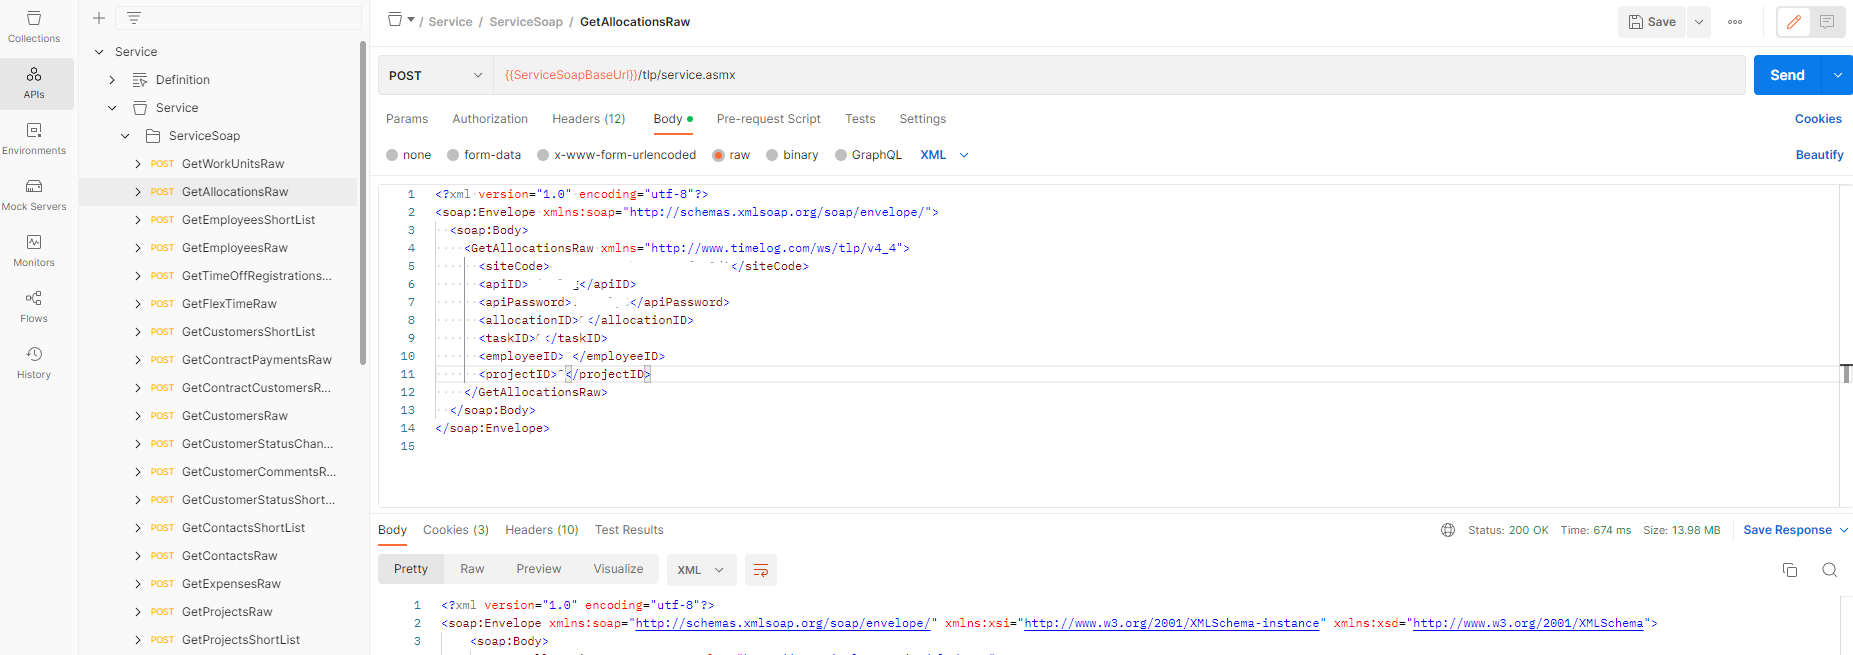 Collections
APIs
Environments
Mock Servers
Monitors
Flows
History
Service
Definition
Service
ServiceSoap
POST GetWorkUnitsRaw
POST GetAllocationsRaw
POST GetEmployeesShortList
POST GetEmployeesRaw
POST GetTimeOffRegistrations...
POST GetFlexTimeRaw
POST GetCustomersShortList
POST GetContractPaymentsRaw
POST GetContractCustomersR...
POST GetCustomersRaw
POST GetCustomerStatusChan...
POST GetCustomerCommentsR...
POST GetCustomerStatusShort...
POST GetContactsShortList
POST GetContactsRaw
POST GetExpensesRaw
POST GetProjectsRaw
POST GetProjectsShortList
/ Service / ServiceSoap / GetAllocationsRaw
Save
POST {{ServiceSoapBaseUrl}}/tlp/service.asmx Send
Params Authorization Headers (12) Body Pre-request Script Tests Settings Cookies
none form-data x-www-form-urlencoded raw binary GraphQL XML Beautify
1 <?xml version="1.0" encoding="utf-8"?>
2 <soap:Envelope xmlns:soap="http://schemas.xmlsoap.org/soap/envelope/">
3 <soap:Body>
4 <GetAllocationsRaw xmlns="http://www.timelog.com/ws/tlp/v4_4">
5 <siteCode> </siteCode>
6 <apiID> </apiID>
7 <apiPassword> </apiPassword>
8 <allocationID> </allocationID>
9 <taskID> </taskID>
10 <employeeID> </employeeID>
11 <projectID> </projectID>
12 </GetAllocationsRaw>
13 </soap:Body>
14 </soap:Envelope>
15
Body Cookies (3) Headers (10) Test Results Status: 200 OK Time: 674 ms Size: 13.98 MB Save Response
Pretty Raw Preview Visualize XML
1 <?xml version="1.0" encoding="utf-8"?>
2 <soap:Envelope xmlns:soap="http://schemas.xmlsoap.org/soap/envelope/" xmlns:xsi="http://www.w3.org/2001/XMLSchema-instance" xmlns:xsd="http://www.w3.org/2001/XMLSchema">
3 <soap:Body>